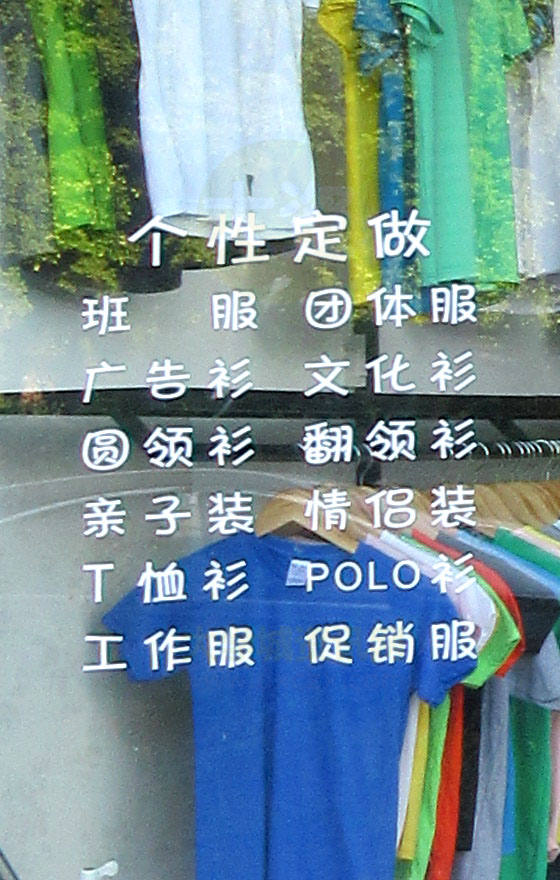 个性定做
班 服 团体服
广告衫 文化衫
圆领衫 翻领衫
亲子装 情侣装
T恤衫 POLO衫
工作服 促销服